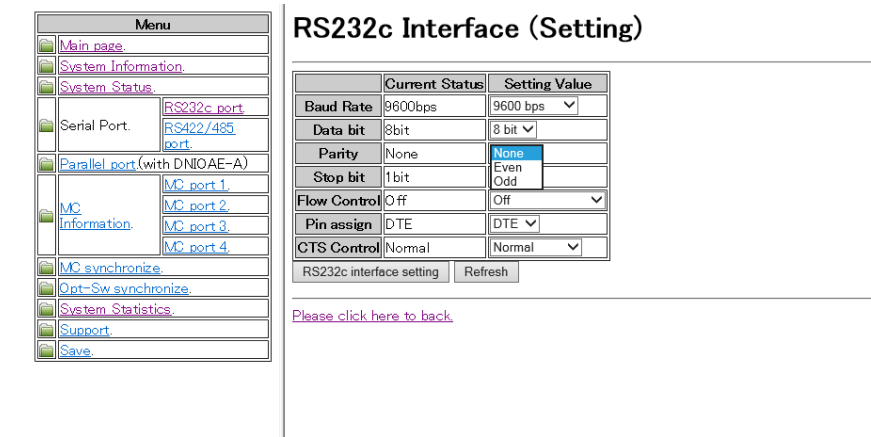 Menu
Main page.
System Information.
System Status.
Serial Port.
RS232c port.
RS422/485
port.
Parallel port.(with DNIOAE-A)
MC
Information.
MC port 1.
MC port 2.
MC port 3.
MC port 4.
MC synchronize.
Opt-Sw synchronize.
System Statistics.
Support.
Save.
RS232c Interface (Setting)
Current Status Setting Value
Baud Rate 9600bps 9600 bps
Data bit 8bit 8 bit
Parity None None
Even
Odd
Stop bit 1bit
Flow Control Off Off
Pin assign DTE DTE
CTS Control Normal Normal
RS232c interface setting Refresh
Please click here to back.